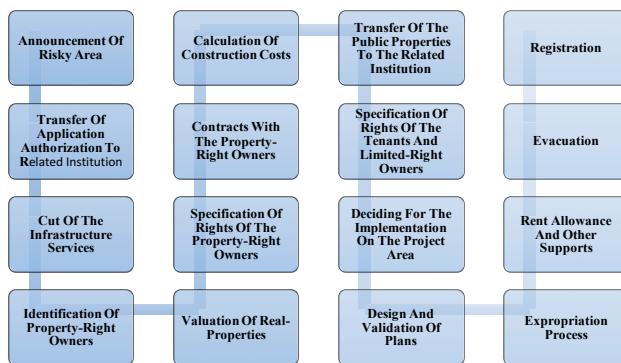 Announcement Of
Risky Area
Transfer Of
Application
Authorization To
Related Institution
Cut Of The
Infrastructure
Services
Identification Of
Property-Right
Owners
Valuation Of Real-
Properties
Specification Of
Rights Of The
Property-Right
Owners
Contracts With
The Property-
Right Owners
Calculation Of
Construction Costs
Transfer Of The
Public Properties
To The Related
Institution
Specification Of
Rights Of The
Tenants And
Limited-Right
Owners
Deciding For The
Implementation
On The Project
Area
Design And
Validation Of
Plans
Expropriation
Process
Rent Allowance
And Other
Supports
Evacuation
Registration